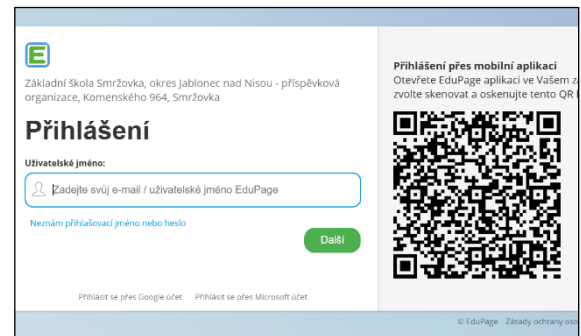 E
Základní škola Smržovka, okres Jablonec nad Nisou - příspěvková
organizace, Komenského 964, Smržovka
Přihlášení
Uživatelské jméno:
Zadejte svůj e-mail / uživatelské jméno EduPage
Neznám přihlašovací jméno nebo heslo
Další
Přihlásit se přes Google účet Přihlásit se přes Microsoft účet
Přihlášení přes mobilní aplikaci
Otevřete EduPage aplikaci ve Vašem
zvolte skenovat a oskenujte tento QR
© EduPage Zásady ochrany